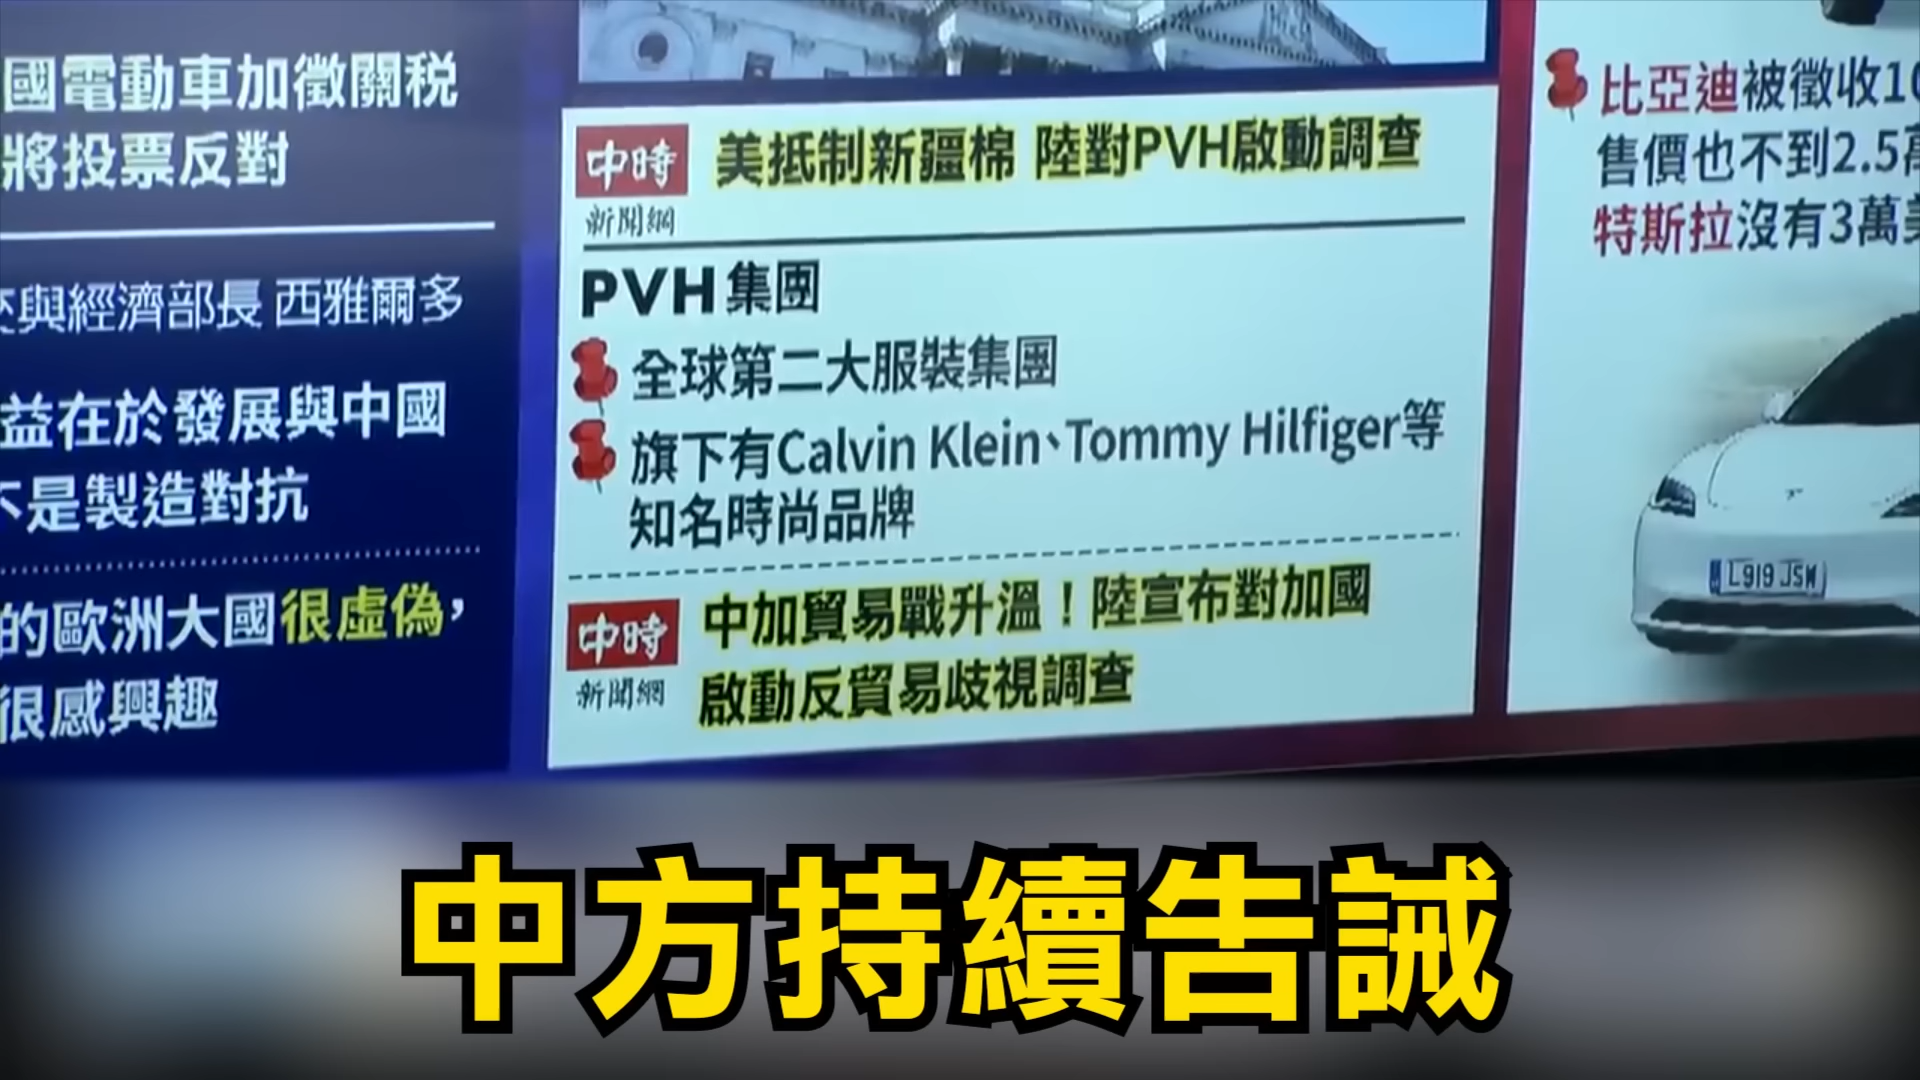 國電動車加徵關稅
將投票反對
與經濟部長 西雅爾多
益在於發展與中國
不是製造對抗
的歐洲大國很虛偽，
很感興趣
中時
新聞網
美抵制新疆棉 陸對PVH啟動調查
PVH集團
全球第二大服裝集團
旗下有Calvin Klein、Tommy Hilfiger等
知名時尚品牌
中時
新聞網
中加貿易戰升溫！陸宣布對加國
啟動反貿易歧視調查
比亞迪被徵收10
售價也不到2.5萬
特斯拉沒有3萬美
L919 JSW
中方持續告誡